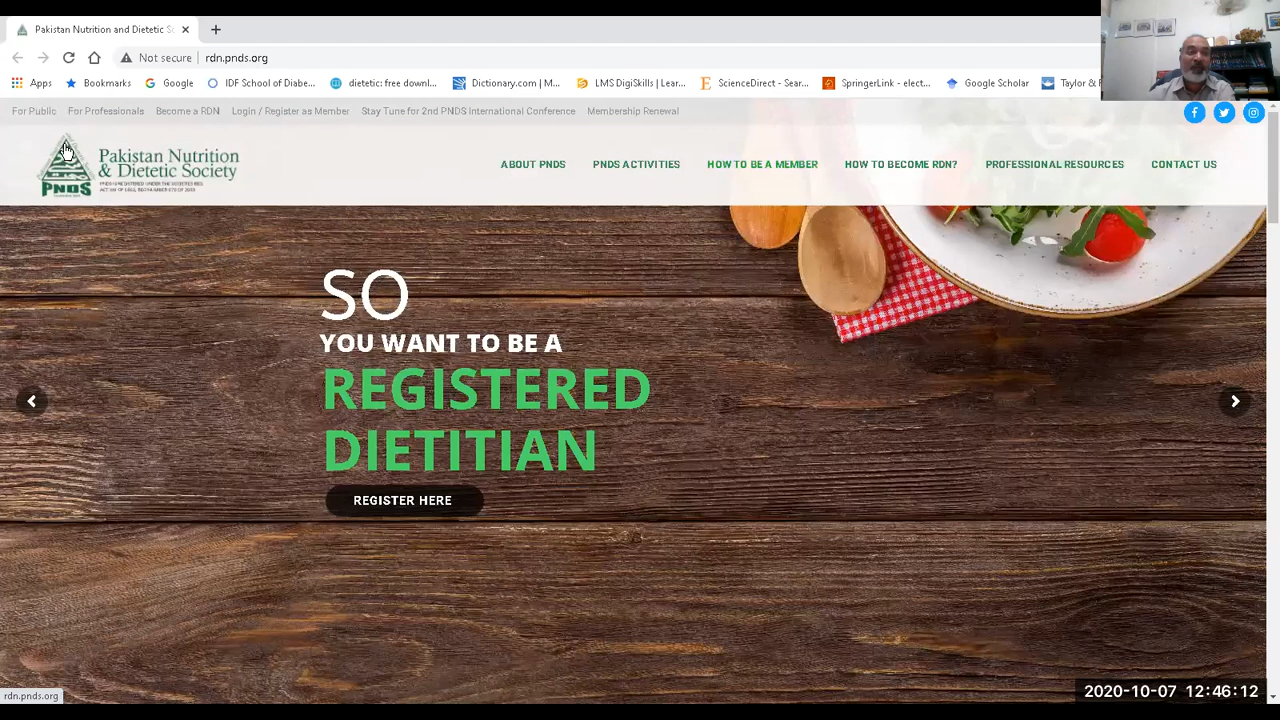 Pakistan Nutrition and Dietetic S
Not secure
rdn.pnds.org
Apps
Bookmarks
Google
IDF School of Diabe...
dietetic: free downl...
Dictionary.com | M...
LMS DigiSkills | Lear...
ScienceDirect - Sear...
SpringerLink - elect...
Google Scholar
Taylor & F
For Public
For Professionals
Become a RDN
Login / Register as Member
Stay Tune for 2nd PNDS International Conference
Membership Renewal
PNDS
Pakistan Nutrition
& Dietetic Society
ABOUT PNDS
PNDS ACTIVITIES
HOW TO BE A MEMBER
HOW TO BECOME RDN?
PROFESSIONAL RESOURCES
CONTACT US
SO
YOU WANT TO BE A
REGISTERED
DIETITIAN
REGISTER HERE
rdn.pnds.org
2020-10-07 12:46:12